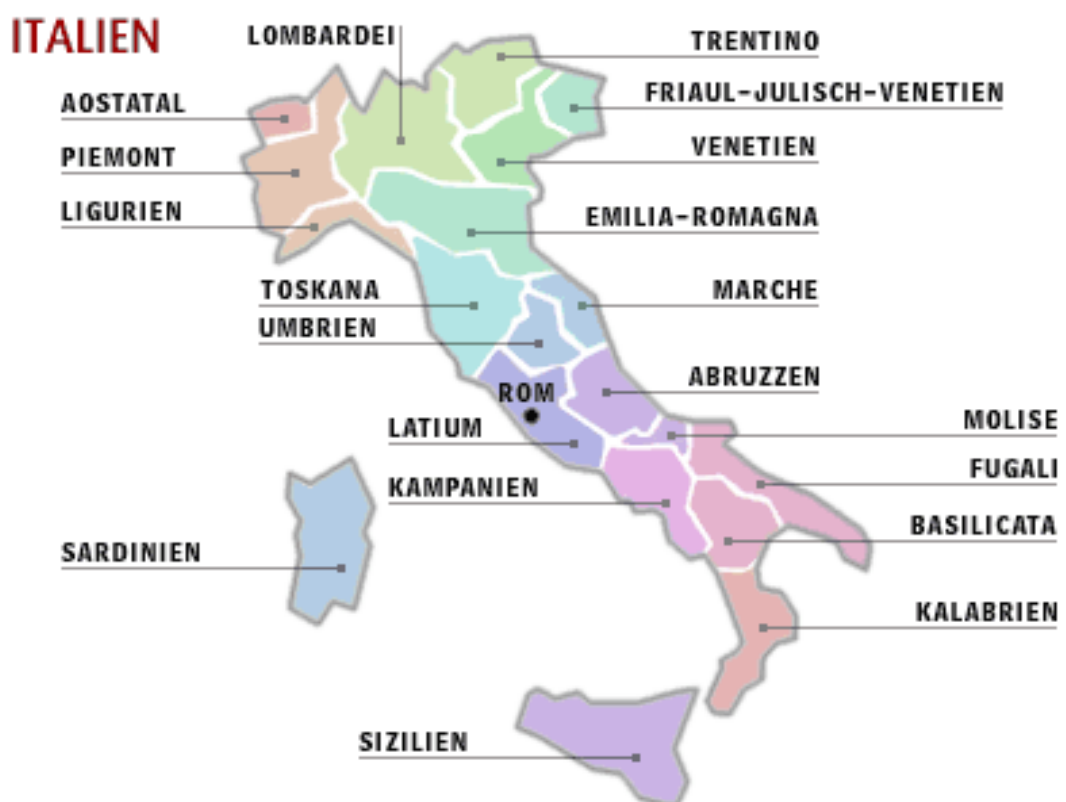 ITALIEN
LOMBARDEI
TRENTINO
FRIAUL-JULISCH-VENETIEN
AOSTATAL
VENETIEN
PIEMONT
LIGURIEN
EMILIA-ROMAGNA
TOSKANA
MARCHE
UMBRIEN
ABRUZZEN
ROM
MOLISE
LATIUM
FUGALI
KAMPANIEN
BASILICATA
SARDINIEN
KALABRIEN
SIZILIEN